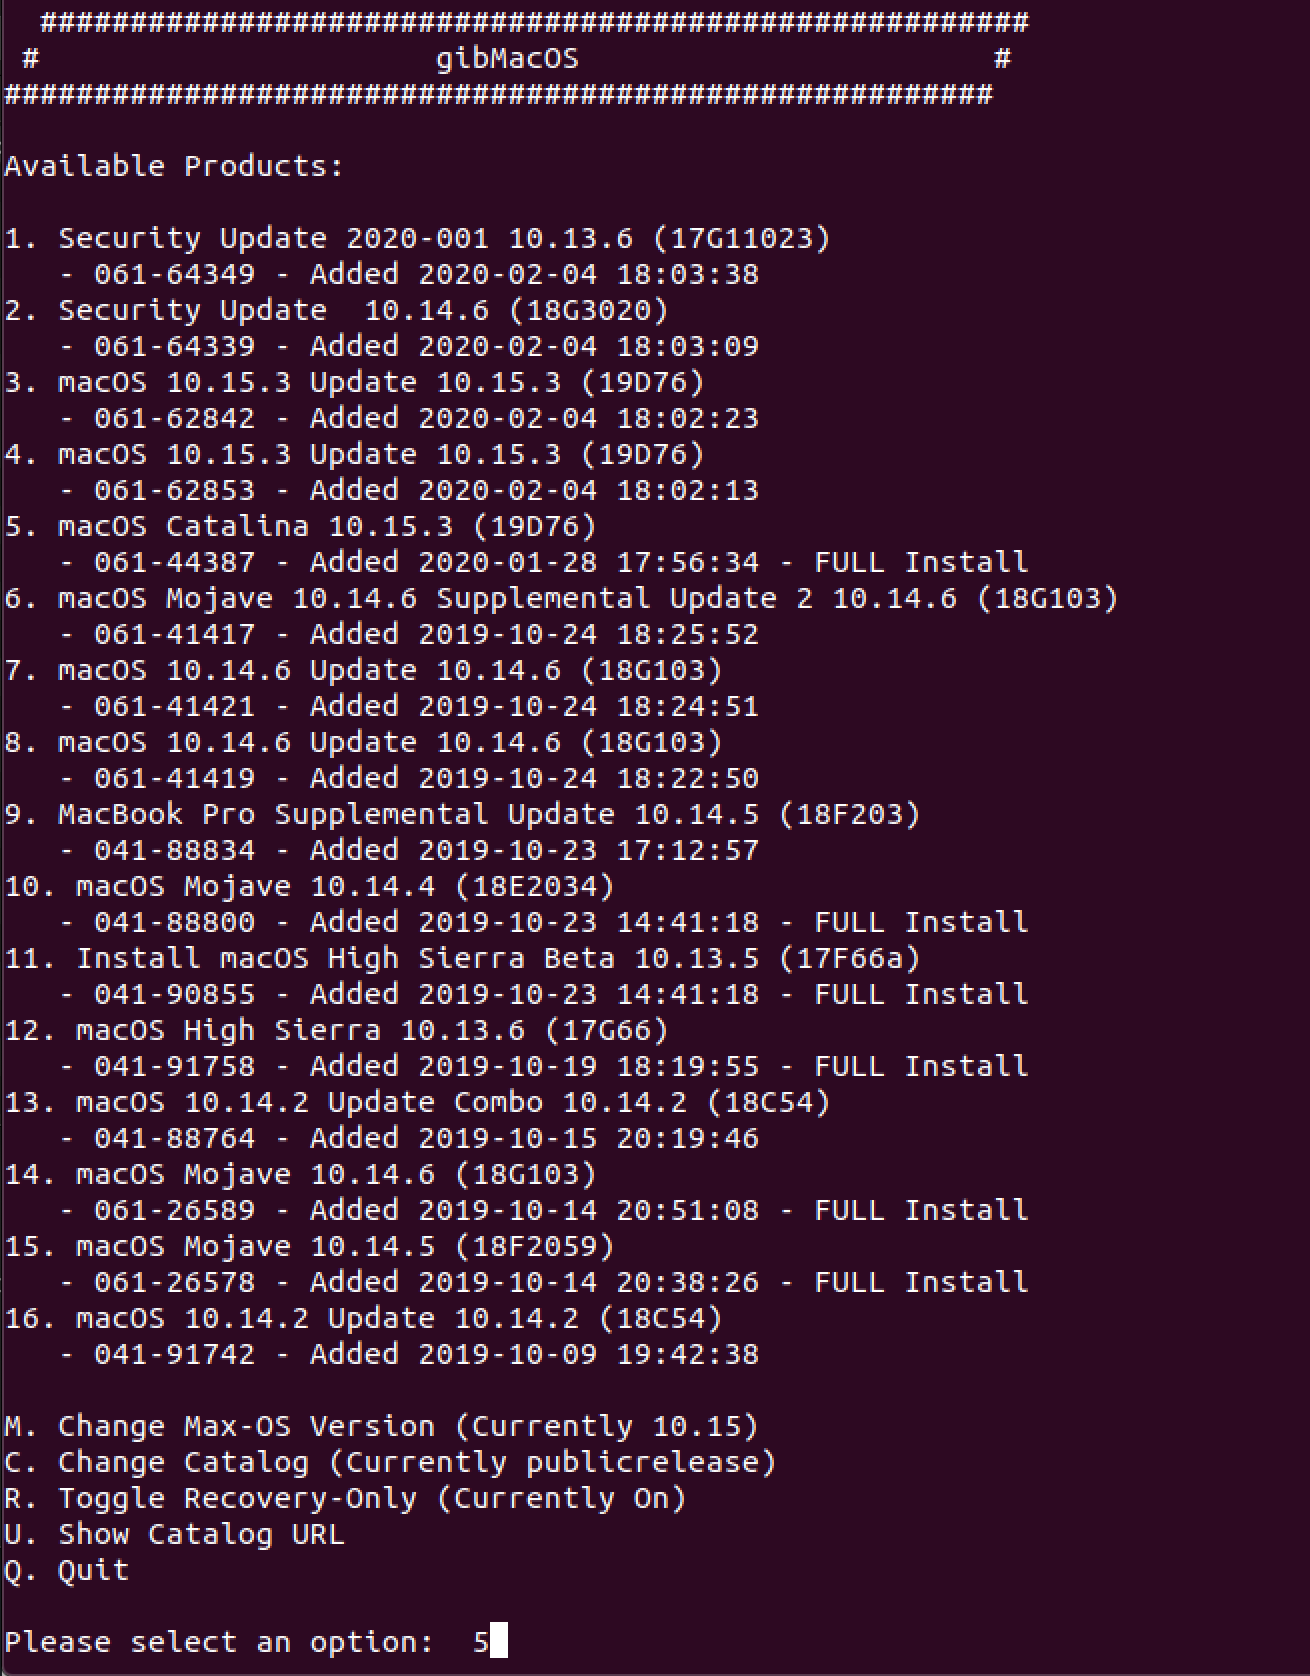 #######################################################
# gibMacOS #
#######################################################
Available Products:
1. Security Update 2020-001 10.13.6 (17G11023)
- 061-64349 - Added 2020-02-04 18:03:38
2. Security Update  10.14.6 (18G3020)
- 061-64339 - Added 2020-02-04 18:03:09
3. macOS 10.15.3 Update 10.15.3 (19D76)
- 061-62842 - Added 2020-02-04 18:02:23
4. macOS 10.15.3 Update 10.15.3 (19D76)
- 061-62853 - Added 2020-02-04 18:02:13
5. macOS Catalina 10.15.3 (19D76)
- 061-44387 - Added 2020-01-28 17:56:34 - FULL Install
6. macOS Mojave 10.14.6 Supplemental Update 2 10.14.6 (18G103)
- 061-41417 - Added 2019-10-24 18:25:52
7. macOS 10.14.6 Update 10.14.6 (18G103)
- 061-41421 - Added 2019-10-24 18:24:51
8. macOS 10.14.6 Update 10.14.6 (18G103)
- 061-41419 - Added 2019-10-24 18:22:50
9. MacBook Pro Supplemental Update 10.14.5 (18F203)
- 041-88834 - Added 2019-10-23 17:12:57
10. macOS Mojave 10.14.4 (18E2034)
- 041-88800 - Added 2019-10-23 14:41:18 - FULL Install
11. Install macOS High Sierra Beta 10.13.5 (17F66a)
- 041-90855 - Added 2019-10-23 14:41:18 - FULL Install
12. macOS High Sierra 10.13.6 (17G66)
- 041-91758 - Added 2019-10-19 18:19:55 - FULL Install
13. macOS 10.14.2 Update Combo 10.14.2 (18C54)
- 041-88764 - Added 2019-10-15 20:19:46
14. macOS Mojave 10.14.6 (18G103)
- 061-26589 - Added 2019-10-14 20:51:08 - FULL Install
15. macOS Mojave 10.14.5 (18F2059)
- 061-26578 - Added 2019-10-14 20:38:26 - FULL Install
16. macOS 10.14.2 Update 10.14.2 (18C54)
- 041-91742 - Added 2019-10-09 19:42:38
M. Change Max-OS Version (Currently 10.15)
C. Change Catalog (Currently publicrelease)
R. Toggle Recovery-Only (Currently On)
U. Show Catalog URL
Q. Quit
Please select an option:  5